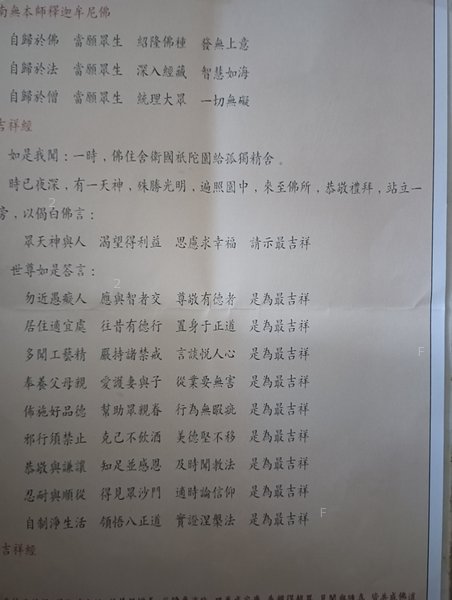 南無本師釋迦牟尼佛
自歸於佛 當願眾生 紹隆佛種 發無上意
自歸於法 當願眾生 深入經藏 智慧如海
自歸於僧 當願眾生 統理大眾 一切無礙
吉祥經
如是我聞：一時，佛住舍衛國祇陀園給孤獨精舍。
時已夜深，有一天神，殊勝光明，遍照園中，來至佛所，恭敬禮拜，站立一
旁，以偈白佛言：
眾天神與人 渴望得利益 思慮求幸福 請示最吉祥
世尊如是答言：
勿近愚癡人 應與智者交 尊敬有德者 是為最吉祥
居住適宜處 往昔有德行 置身于正道 是為最吉祥
多聞工藝精 嚴持諸禁戒 言談悅人心 是為最吉祥
奉養父母親 愛護妻與子 從業要無害 是為最吉祥
佈施好品德 幫助眾親眷 行為無瑕疵 是為最吉祥
邪行須禁止 克己不飲酒 美德堅不移 是為最吉祥
恭敬與謙讓 知足並感恩 及時聞教法 是為最吉祥
忍耐與順從 得見眾沙門 適時論信仰 是為最吉祥
自制淨生活 領悟八正道 實證涅槃法 是為最吉祥
吉祥經